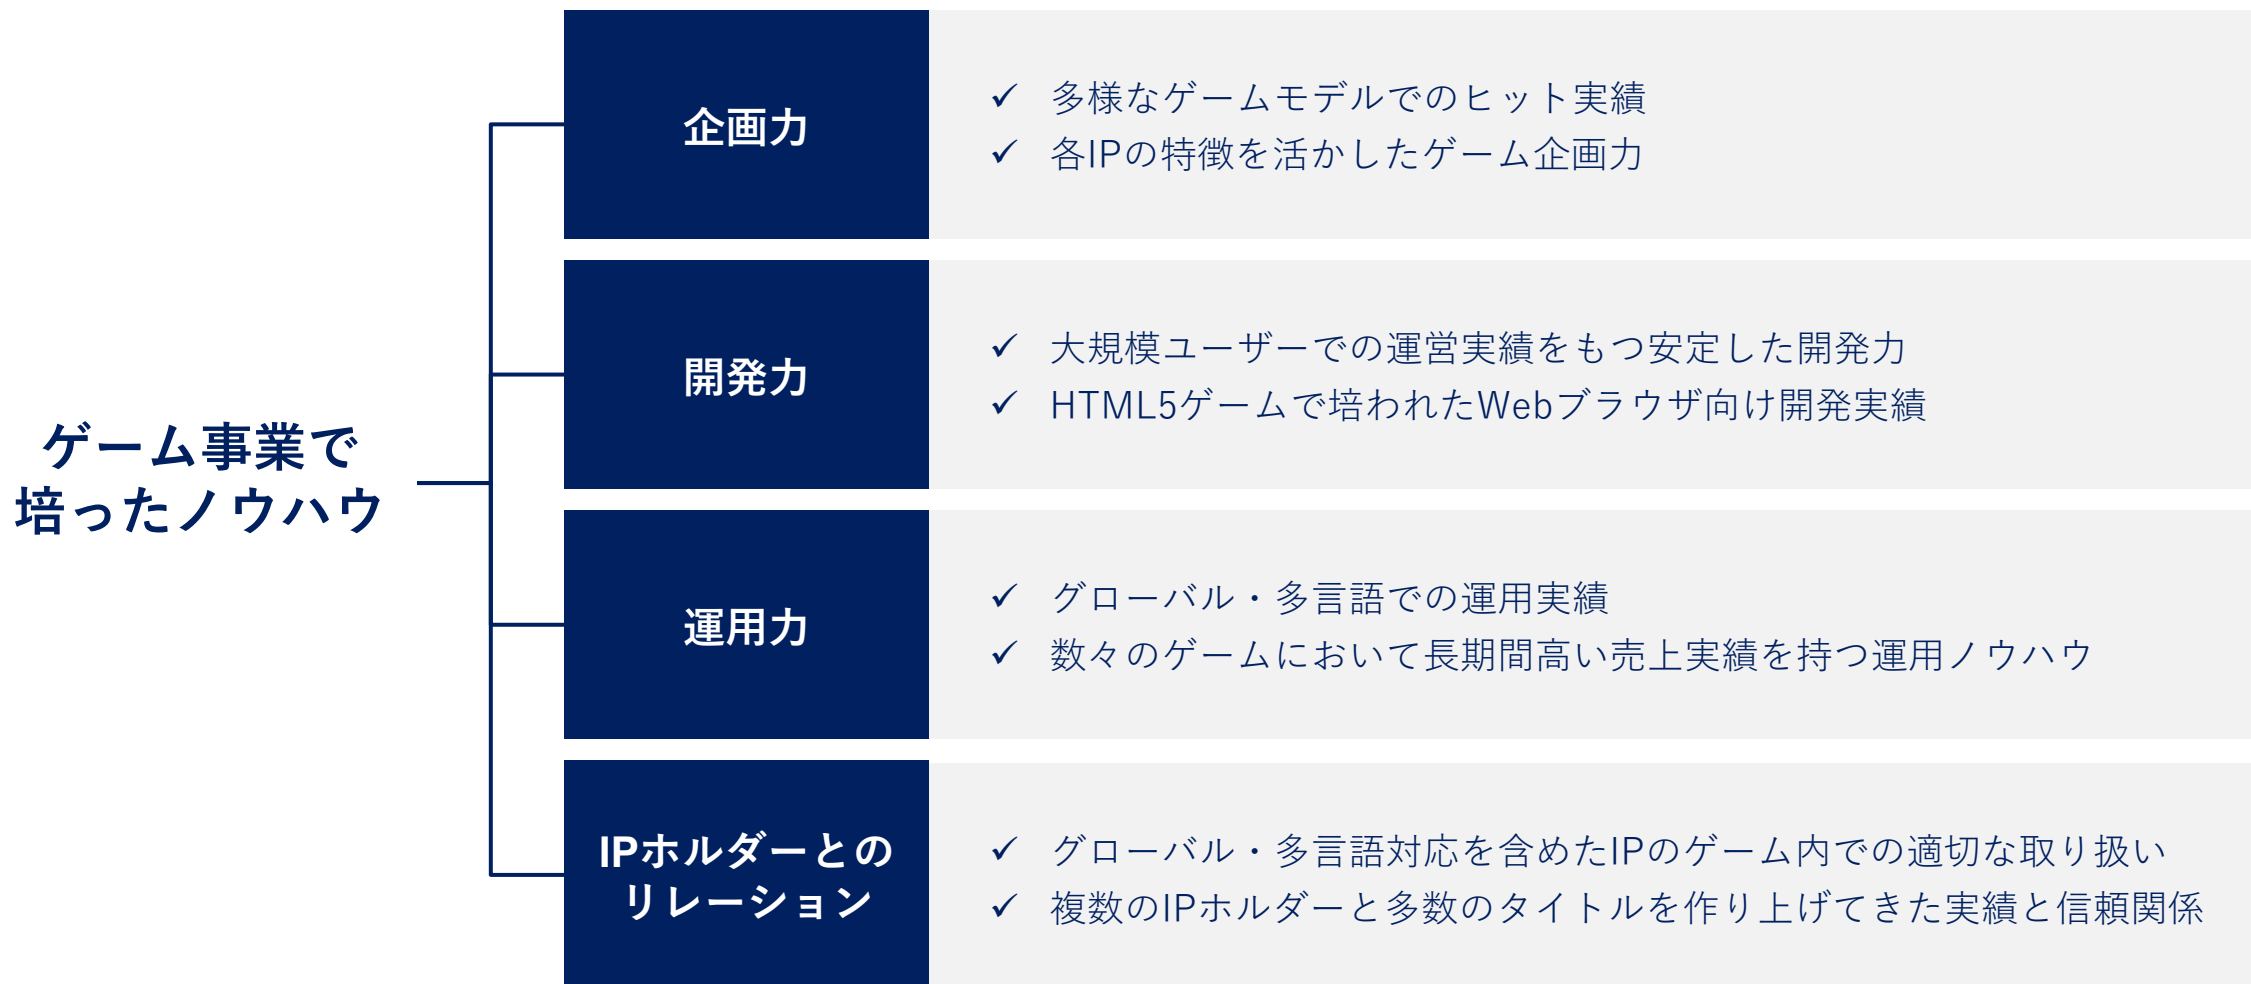 ゲーム事業で
培ったノウハウ
企画力
✓ 多様なゲームモデルでのヒット実績
✓ 各IPの特徴を活かしたゲーム企画力
開発力
✓ 大規模ユーザーでの運営実績をもつ安定した開発力
✓ HTML5ゲームで培われたWebブラウザ向け開発実績
運用力
✓ グローバル・多言語での運用実績
✓ 数々のゲームにおいて長期間高い売上実績を持つ運用ノウハウ
IPホルダーとの
リレーション
✓ グローバル・多言語対応を含めたIPのゲーム内での適切な取り扱い
✓ 複数のIPホルダーと多数のタイトルを作り上げてきた実績と信頼関係